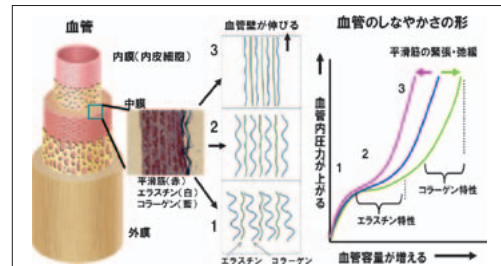 血管
内膜(内皮細胞)
中膜
平滑筋(赤)
エラスチン(白)
コラーゲン(藍)
外膜
血管壁が伸びる
3
2
1
エラスチン
コラーゲン
血管のしなやかさの形
平滑筋の緊張・弛緩
3
2
1
コラーゲン特性
エラスチン特性
血管内圧力が上がる
血管容量が増える